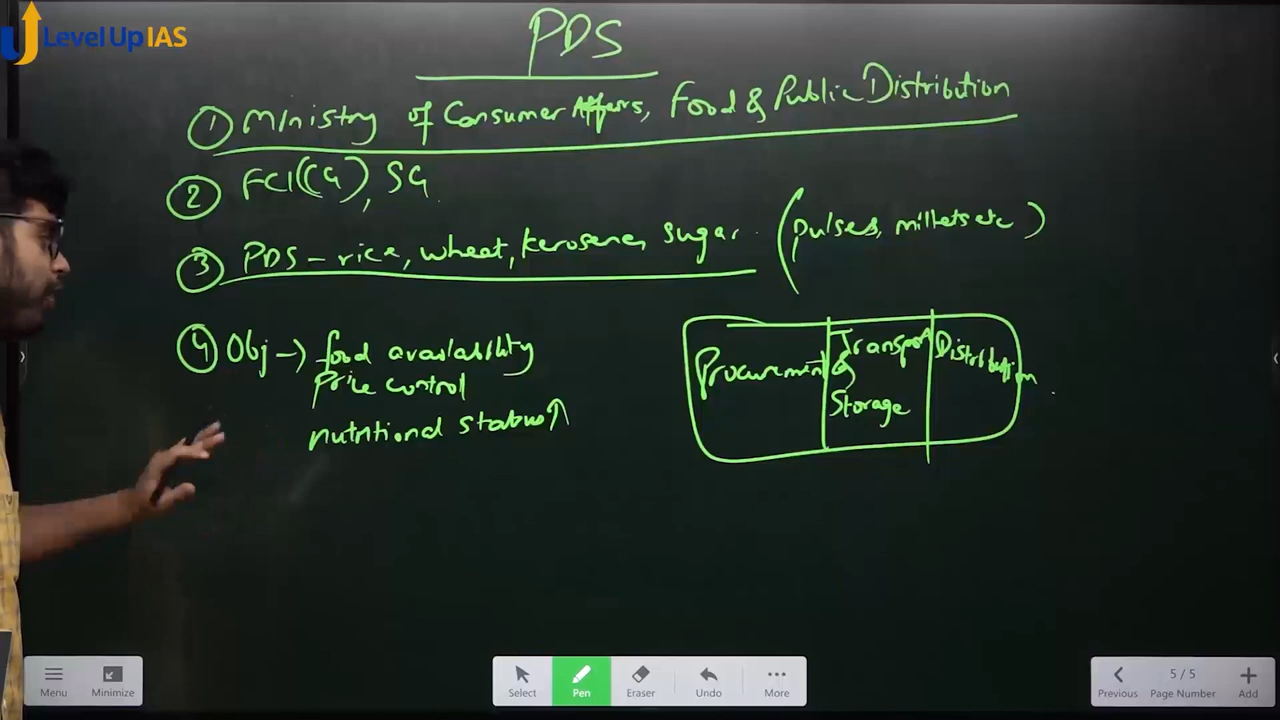 LevelUp IAS
PDS
① Ministry of Consumer Affairs, Food & Public Distribution
② FCI (CG), SG
③ PDS - rice, wheat, kerosene, sugar. (pulses, millets etc)
④ Obj → food availability
price control
nutritional status ↑
Procurement
Transport & Storage
Distribution
Menu
Minimize
Select
Pen
Eraser
Undo
More
Previous
5 / 5
Page Number
Add